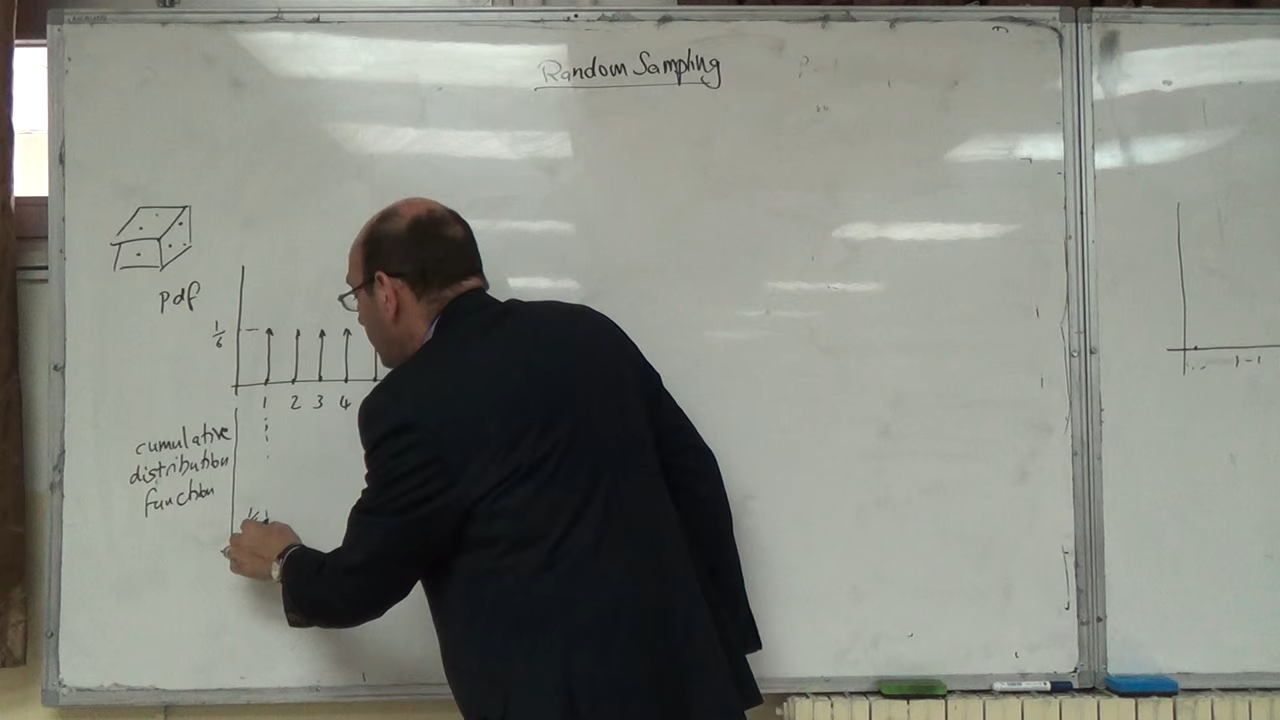 Random Sampling
pdf
1/6
1 2 3 4
cumulative
distribution
function